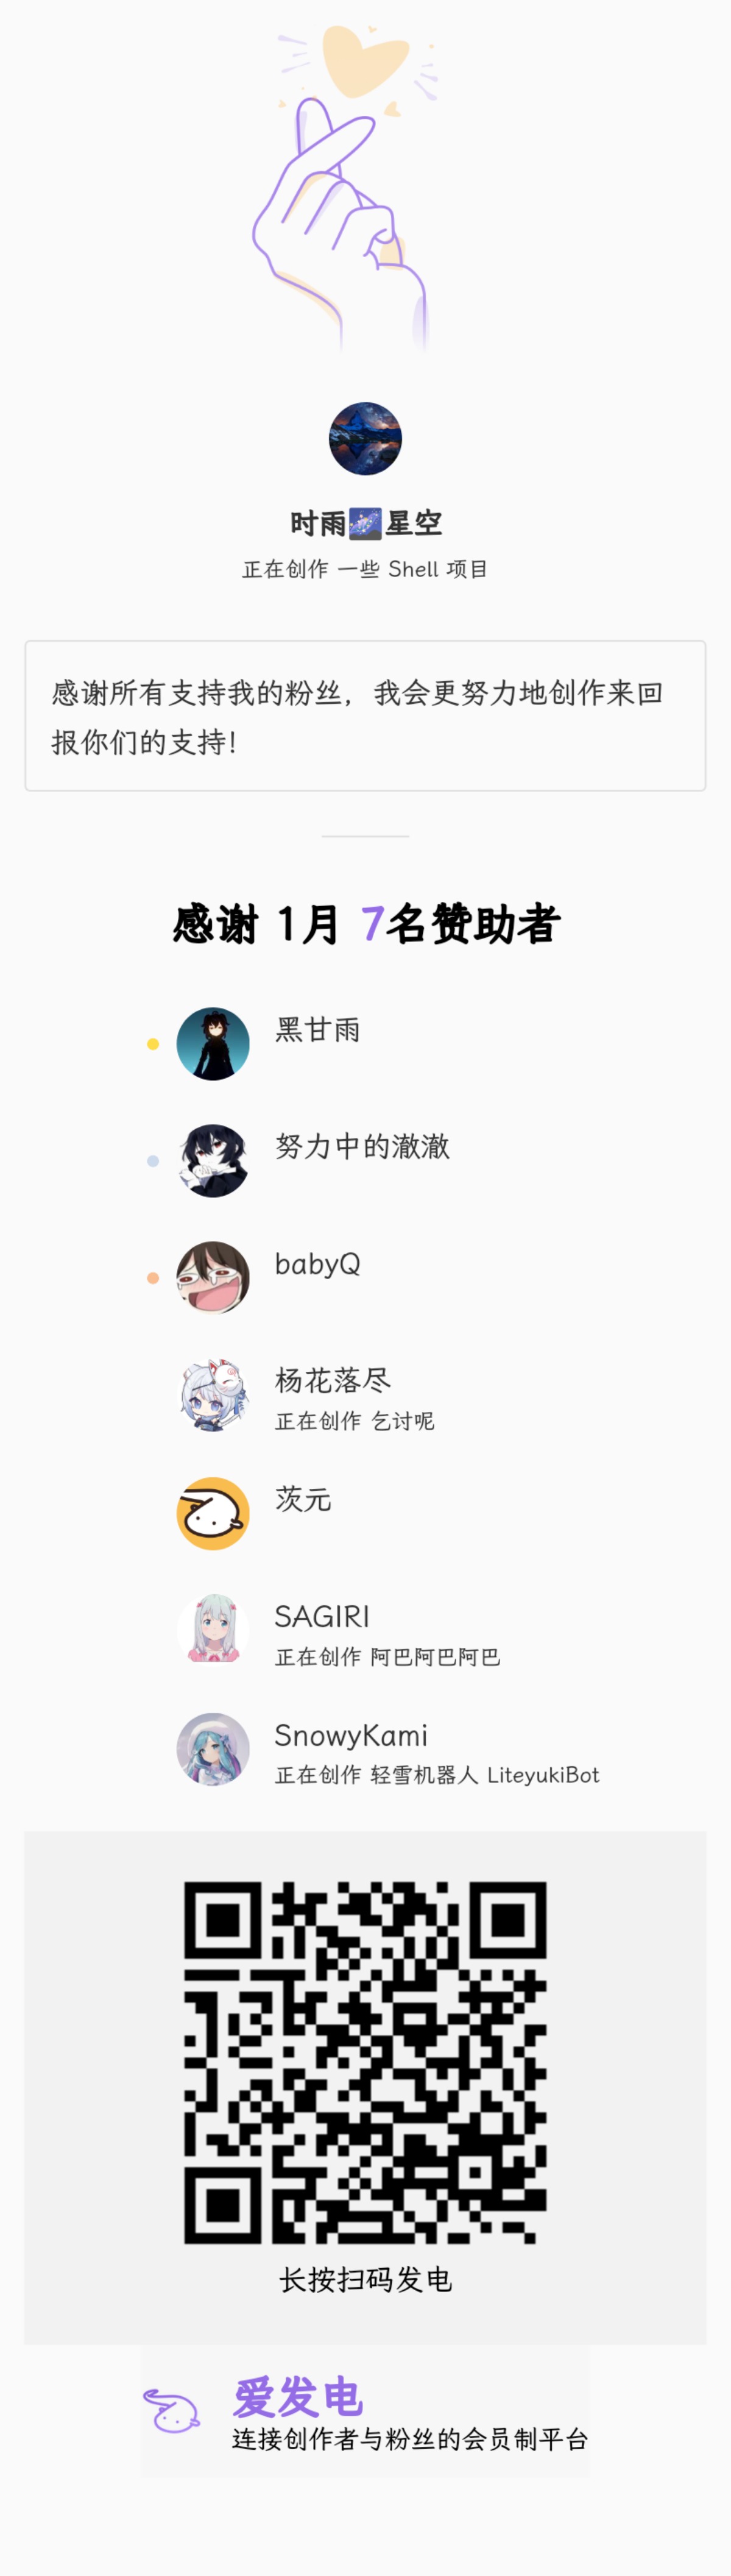 时雨🌌星空
正在创作 一些 Shell 项目
感谢所有支持我的粉丝，我会更努力地创作来回
报你们的支持！
感谢 1月 7名赞助者
黑甘雨
努力中的澈澈
babyQ
杨花落尽
正在创作 乞讨呢
茨元
SAGIRI
正在创作 阿巴阿巴阿巴
SnowyKami
正在创作 轻雪机器人 LiteyukiBot
长按扫码发电
爱发电
连接创作者与粉丝的会员制平台